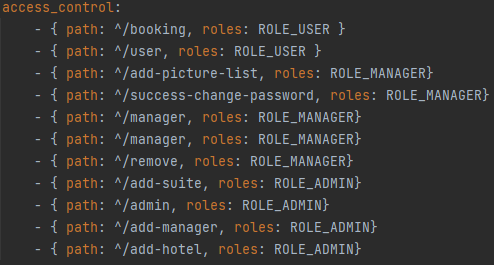 access_control:
    - { path: ^/booking, roles: ROLE_USER }
    - { path: ^/user, roles: ROLE_USER }
    - { path: ^/add-picture-list, roles: ROLE_MANAGER}
    - { path: ^/success-change-password, roles: ROLE_MANAGER}
    - { path: ^/manager, roles: ROLE_MANAGER}
    - { path: ^/manager, roles: ROLE_MANAGER}
    - { path: ^/remove, roles: ROLE_MANAGER}
    - { path: ^/add-suite, roles: ROLE_ADMIN}
    - { path: ^/admin, roles: ROLE_ADMIN}
    - { path: ^/add-manager, roles: ROLE_ADMIN}
    - { path: ^/add-hotel, roles: ROLE_ADMIN}